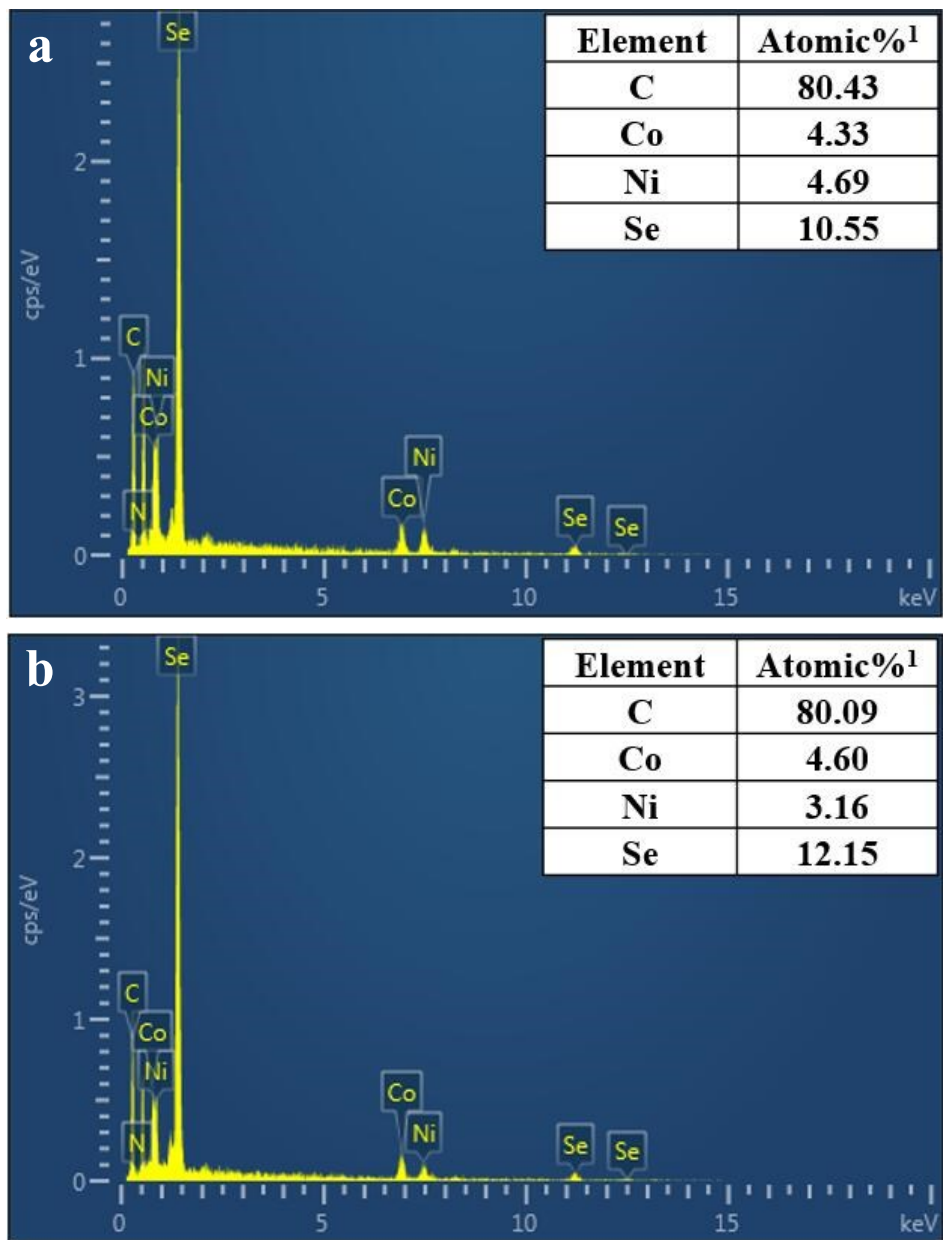 a
Element Atomic%¹
C 80.43
Co 4.33
Ni 4.69
Se 10.55
Se
2
cps/eV
C
1
Ni
Co
Ni
Co
N
Se
Se
0
0 5 10 15 keV
b
Element Atomic%¹
C 80.09
Co 4.60
Ni 3.16
Se 12.15
Se
3
2
cps/eV
C
1
Co
Ni
Co
Ni
N
Se
Se
0
0 5 10 15 keV